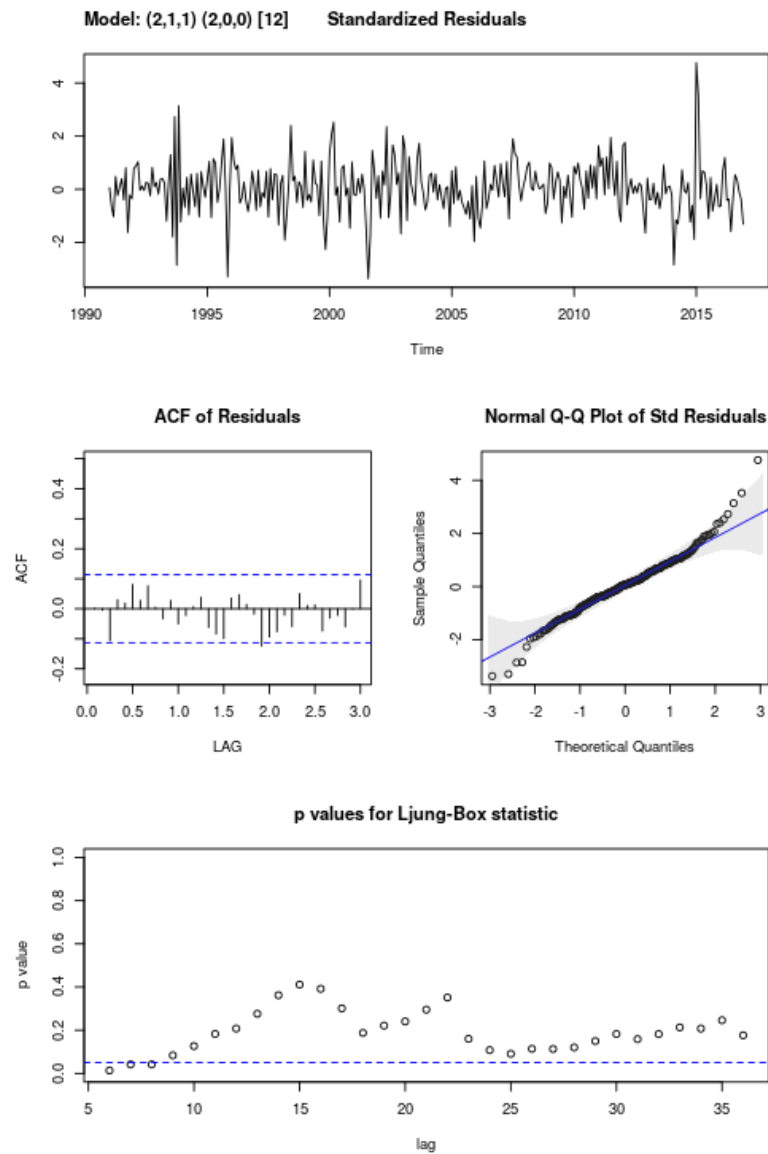 Model: (2,1,1) (2,0,0) [12] Standardized Residuals
4
2
0
-2
1990 1995 2000 2005 2010 2015
Time
ACF of Residuals
ACF
0.4
0.2
0.0
-0.2
0.0 0.5 1.0 1.5 2.0 2.5 3.0
LAG
Normal Q-Q Plot of Std Residuals
Sample Quantiles
4
2
0
-2
-3 -2 -1 0 1 2 3
Theoretical Quantiles
p values for Ljung-Box statistic
p value
1.0
0.8
0.6
0.4
0.2
0.0
5 10 15 20 25 30 35
lag